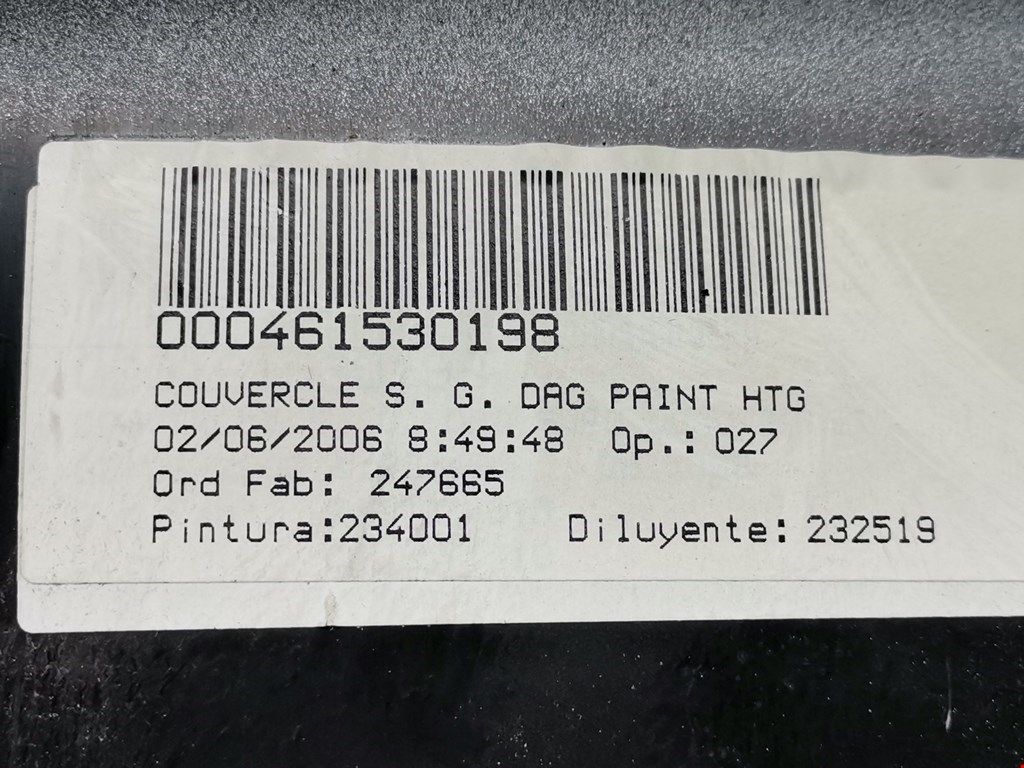 000461530198
COUVERCLE S. G. DAG PAINT HTG
02/06/2006 8:49:48 Op.: 027
Ord Fab: 247665
Pintura:234001 Diluyente: 232519